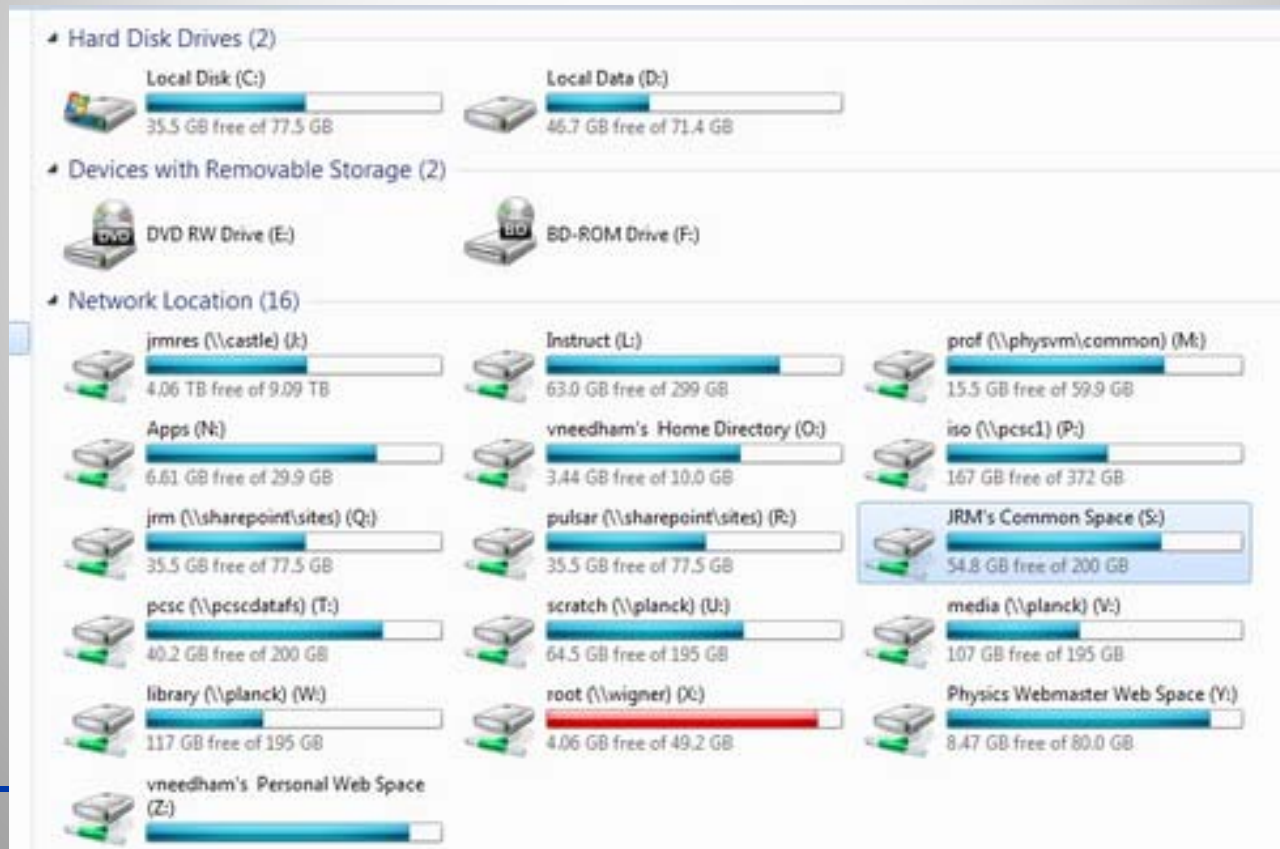 Hard Disk Drives (2)
Local Disk (C:)
35.5 GB free of 77.5 GB
Local Data (D:)
46.7 GB free of 71.4 GB
Devices with Removable Storage (2)
DVD
DVD RW Drive (E:)
BD
BD-ROM Drive (F:)
Network Location (16)
jrmres (\\castle) (J:)
4.06 TB free of 9.09 TB
Instruct (L:)
63.0 GB free of 299 GB
prof (\\physvm\common) (M:)
15.5 GB free of 59.9 GB
Apps (N:)
6.61 GB free of 29.9 GB
vneedham's Home Directory (O:)
3.44 GB free of 10.0 GB
iso (\\pcsc1) (P:)
167 GB free of 372 GB
jrm (\\sharepoint\sites) (Q:)
35.5 GB free of 77.5 GB
pulsar (\\sharepoint\sites) (R:)
35.5 GB free of 77.5 GB
JRM's Common Space (S:)
54.8 GB free of 200 GB
pcsc (\\pcscdatafs) (T:)
40.2 GB free of 200 GB
scratch (\\planck) (U:)
64.5 GB free of 195 GB
media (\\planck) (V:)
107 GB free of 195 GB
library (\\planck) (W:)
117 GB free of 195 GB
root (\\wigner) (X:)
4.06 GB free of 49.2 GB
Physics Webmaster Web Space (Y:)
8.47 GB free of 80.0 GB
vneedham's Personal Web Space
(Z:)